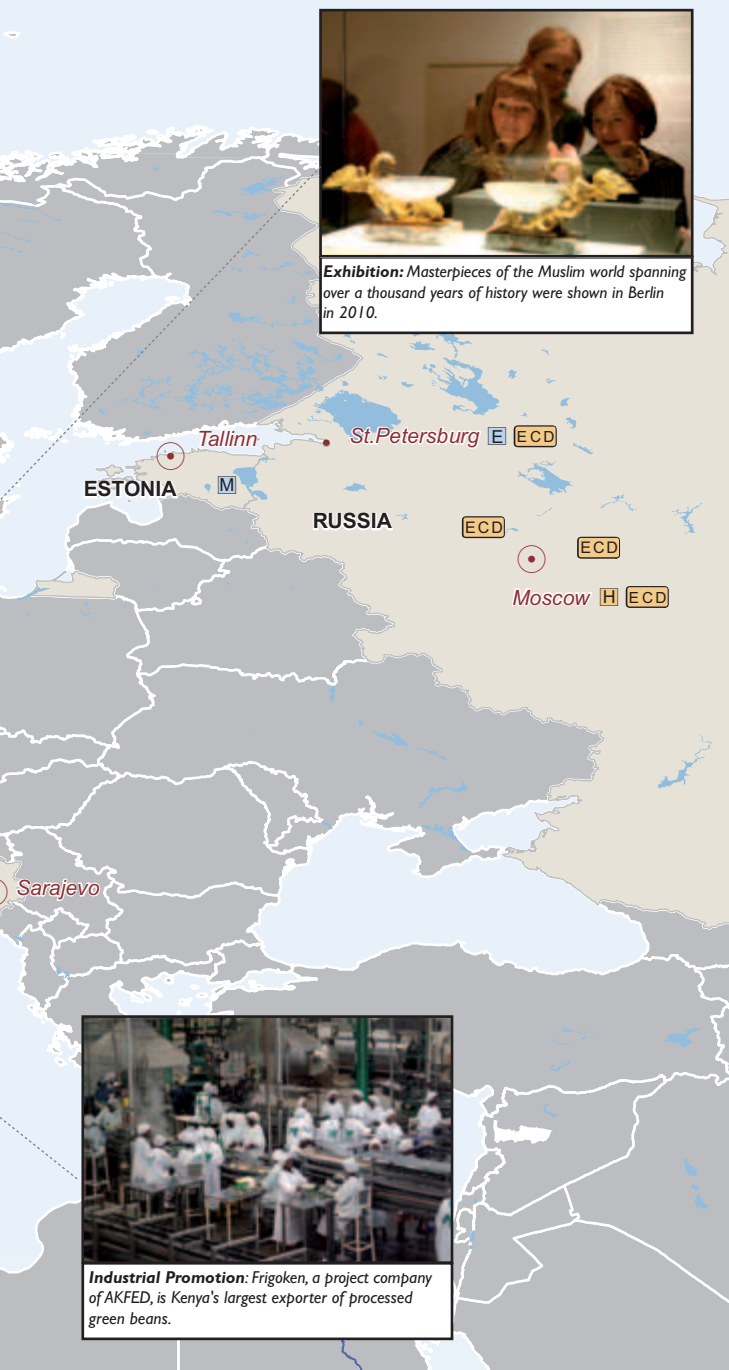 Exhibition: Masterpieces of the Muslim world spanning
over a thousand years of history were shown in Berlin
in 2010.
Tallinn
St.Petersburg E ECD
ESTONIA M
RUSSIA
ECD
ECD
Moscow H ECD
Sarajevo
Industrial Promotion: Frigoken, a project company
of AKFED, is Kenya's largest exporter of processed
green beans.